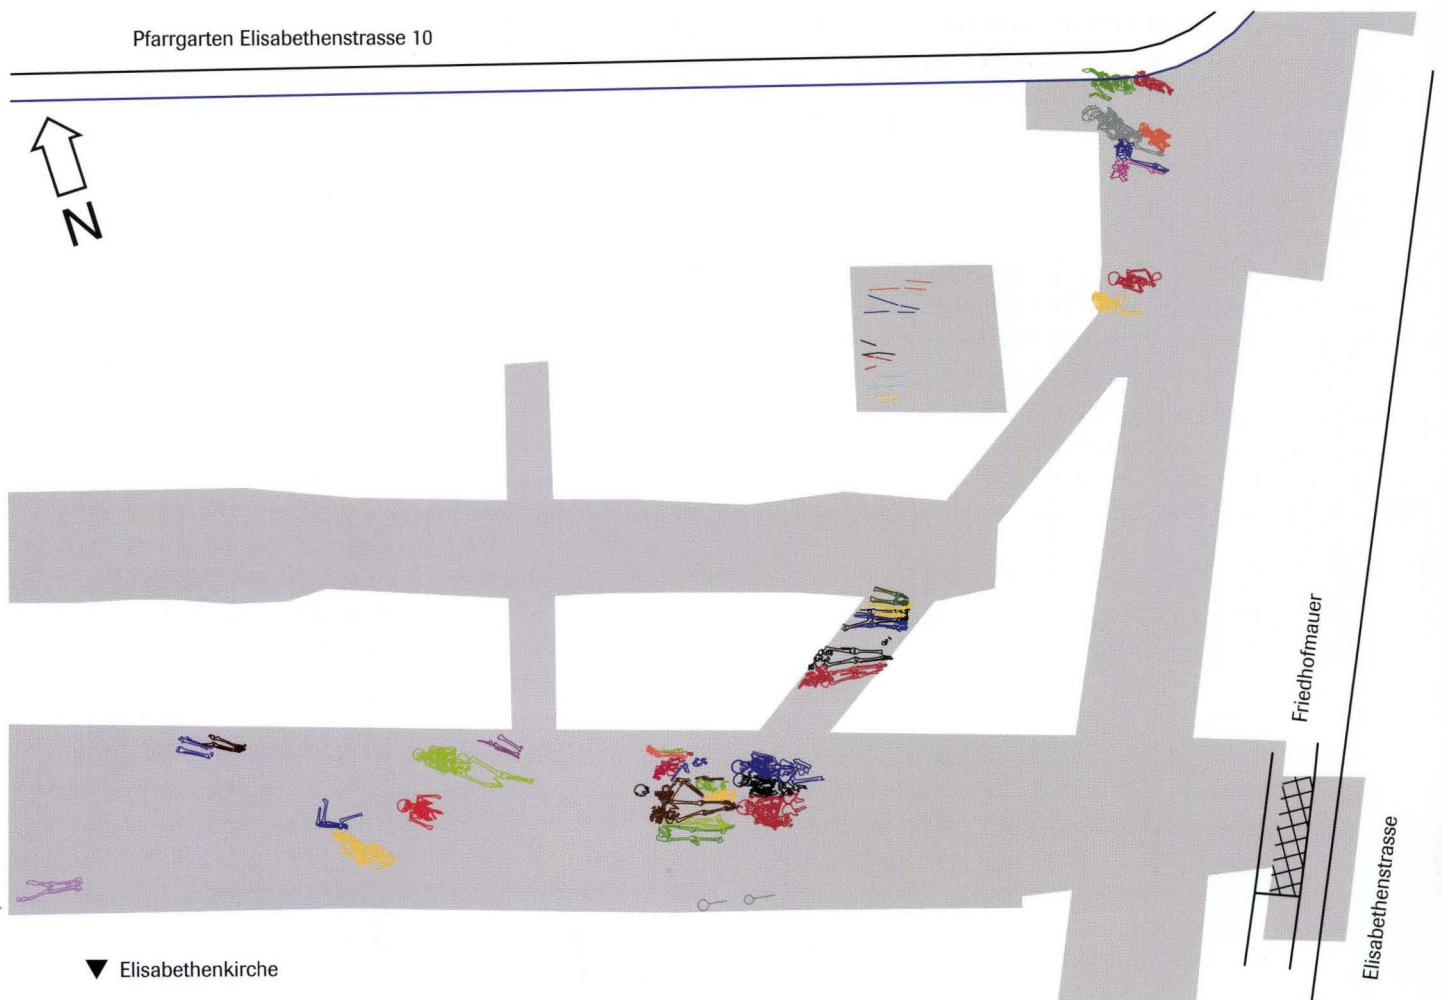 Pfarrgarten Elisabethenstrasse 10
N
Friedhofmauer
Elisabethenstrasse
Elisabethenkirche